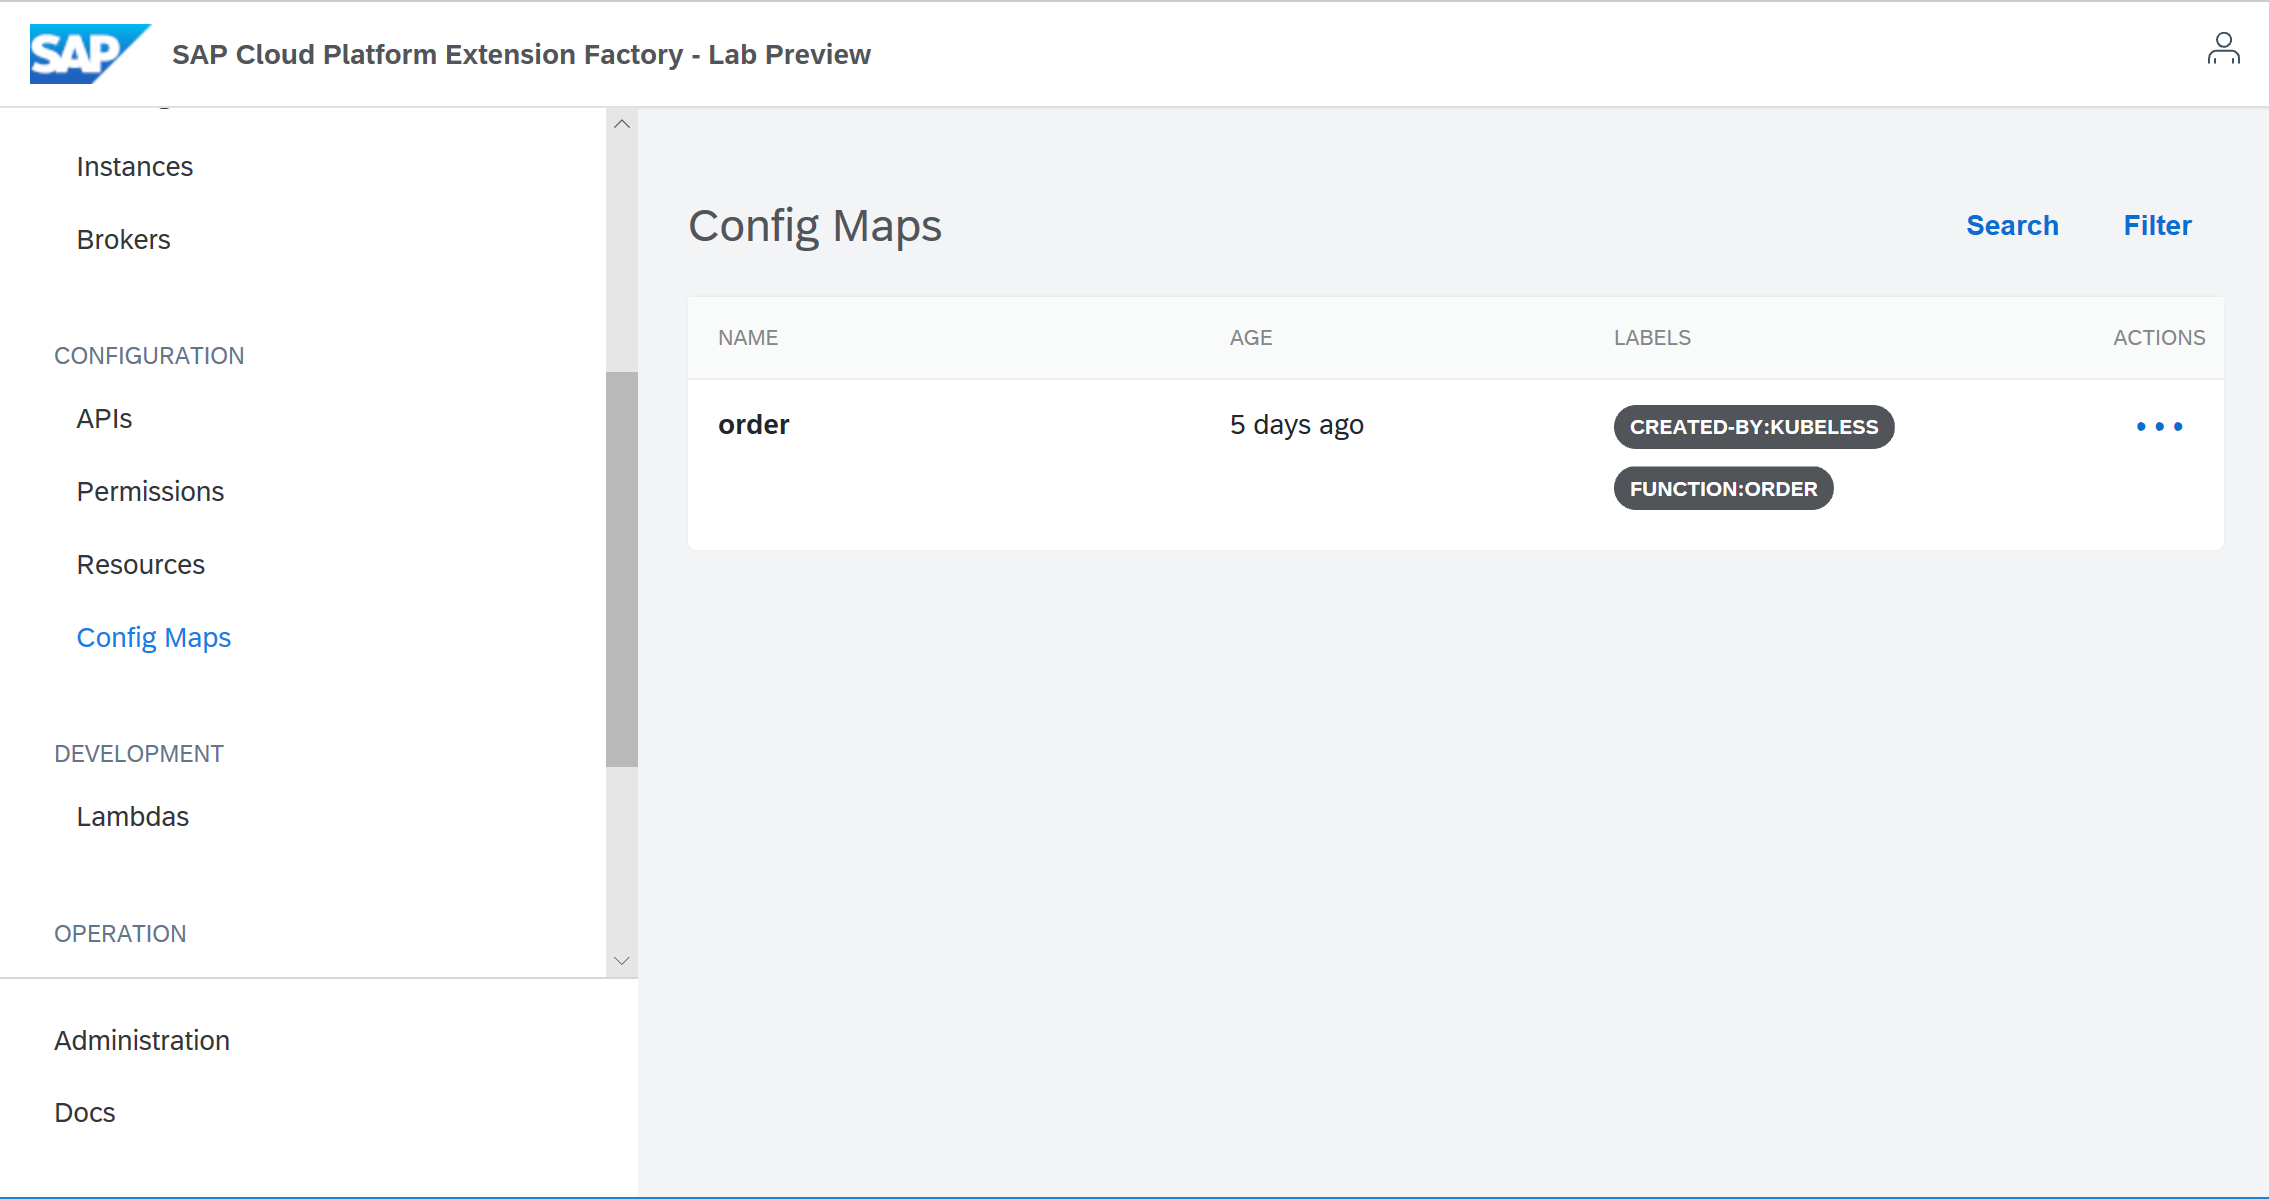 SAP
SAP Cloud Platform Extension Factory - Lab Preview
Instances
Brokers
CONFIGURATION
APIs
Permissions
Resources
Config Maps
DEVELOPMENT
Lambdas
OPERATION
Administration
Docs
Config Maps
Search
Filter
NAME AGE LABELS ACTIONS
order 5 days ago CREATED-BY:KUBELESS
FUNCTION:ORDER